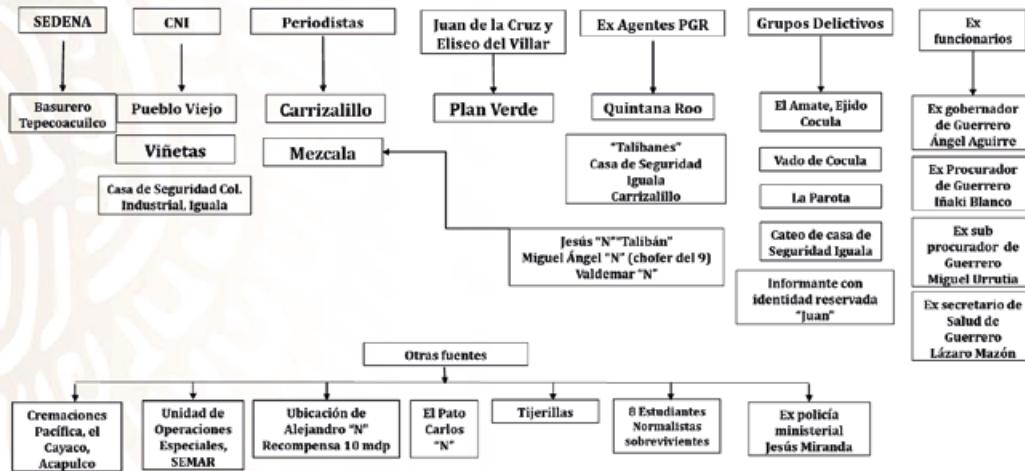 SEDENA
Basurero
Tepecoacuilco
CNI
Pueblo Viejo
Viñetas
Casa de Seguridad Col.
Industrial, Iguala
Periodistas
Carrizalillo
Mezcala
Juan de la Cruz y
Eliseo del Villar
Plan Verde
Ex Agentes PGR
Quintana Roo
"Talibanes"
Casa de Seguridad
Iguala
Carrizalillo
Jesús "N""Talibán"
Miguel Ángel "N" (chofer del 9)
Valdemar "N"
Grupos Delictivos
El Amate, Ejido
Cocula
Vado de Cocula
La Parota
Cateo de casa de
Seguridad Iguala
Informante con
identidad reservada
"Juan"
Ex
funcionarios
Ex gobernador
de Guerrero
Ángel Aguirre
Ex Procurador
de Guerrero
Iñaki Blanco
Ex sub
procurador de
Guerrero
Miguel Urrutia
Ex secretario de
Salud de
Guerrero
Lázaro Mazón
Otras fuentes
Cremaciones
Pacífica, el
Cayaco,
Acapulco
Unidad de
Operaciones
Especiales,
SEMAR
Ubicación de
Alejandro "N"
Recompensa 10 mdp
El Pato
Carlos
"N"
Tijerillas
8 Estudiantes
Normalistas
sobrevivientes
Ex policía
ministerial
Jesús Miranda